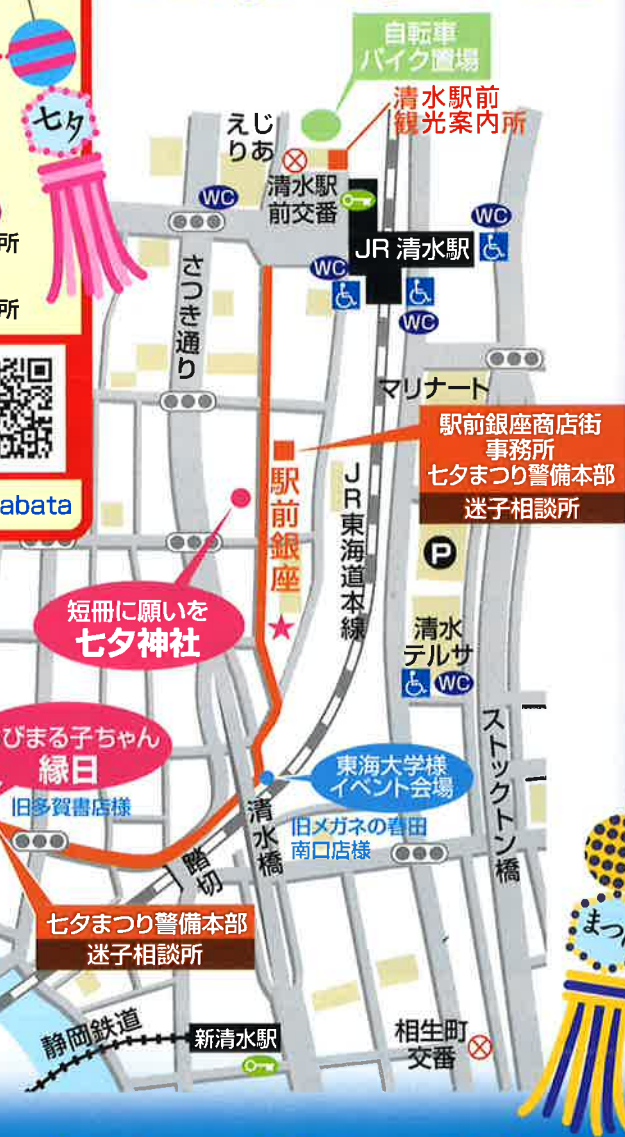 自転車
バイク置場
七夕
清水駅前
観光案内所
えじ
りあ
清水駅
前交番
WC
WC
所
JR 清水駅
WC
さつき通り
WC
所
マリナート
駅前銀座商店街
事務所
七夕まつり警備本部
迷子相談所
駅前銀座
JR東海道本線
abata
P
短冊に願いを
七夕神社
清水
テルサ
WC
びまる子ちゃん
縁日
旧多賀書店様
ストックトン橋
東海大学様
イベント会場
清水橋
旧メガネの春田
南口店様
踏切
七夕まつり警備本部
迷子相談所
まつ
静岡鉄道
新清水駅
相生町
交番